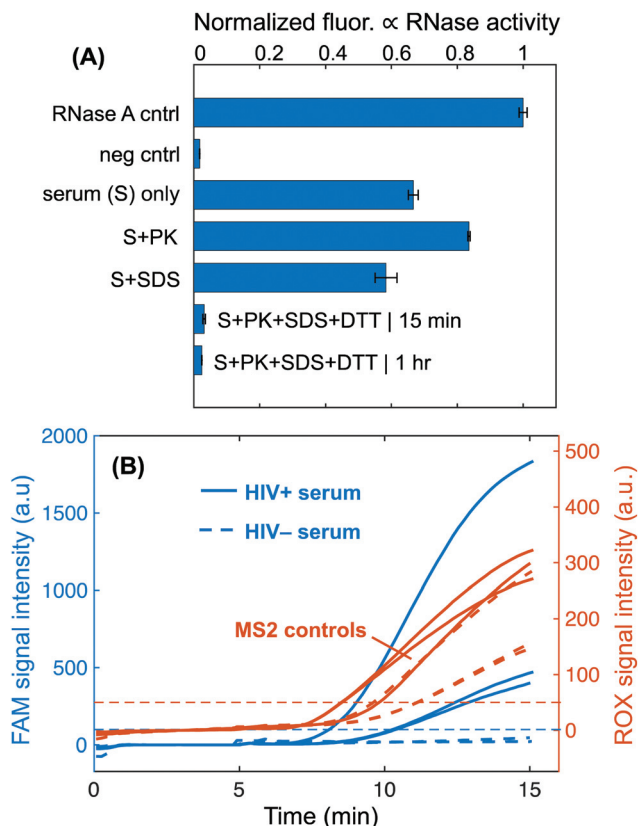 Normalized fluor. ∝ RNase activity
(A)
0 0.2 0.4 0.6 0.8 1
RNase A cntrl
neg cntrl
serum (S) only
S+PK
S+SDS
S+PK+SDS+DTT | 15 min
S+PK+SDS+DTT | 1 hr
(B)
FAM signal intensity (a.u)
2000
1500
1000
500
0
HIV+ serum
HIV– serum
MS2 controls
500
400
300
200
100
0
ROX signal intensity (a.u.)
0 5 10 15
Time (min)